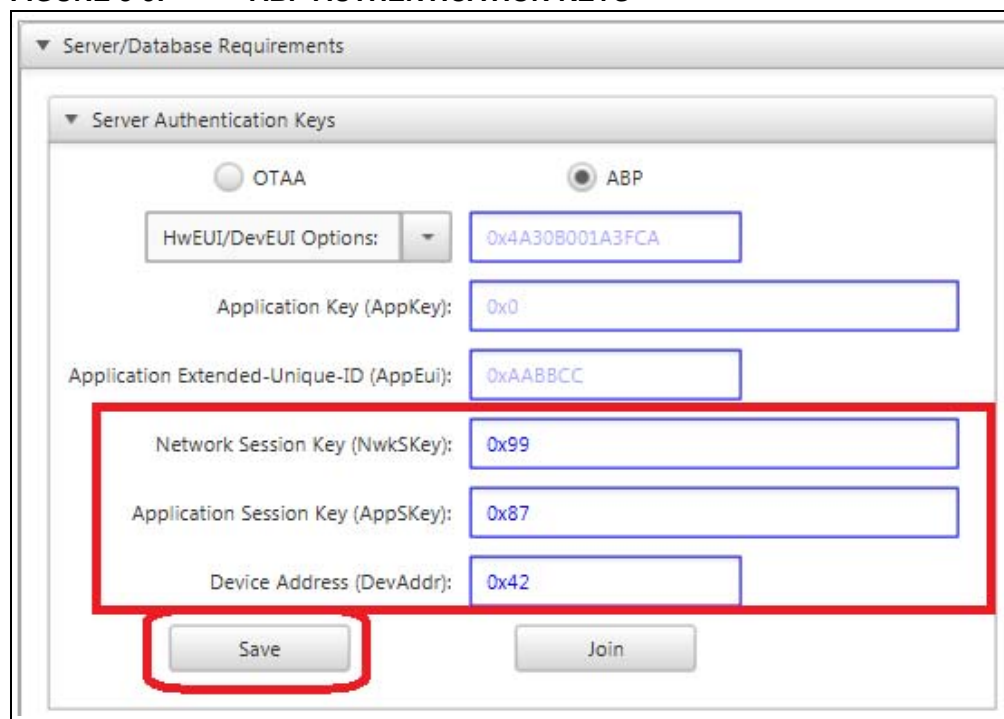 Server/Database Requirements
Server Authentication Keys
OTAA ABP
HwEUI/DevEUI Options: 0x4A30B001A3FCA
Application Key (AppKey): 0x0
Application Extended-Unique-ID (AppEui): 0xAABBCC
Network Session Key (NwkSKey): 0x99
Application Session Key (AppSKey): 0x87
Device Address (DevAddr): 0x42
Save Join